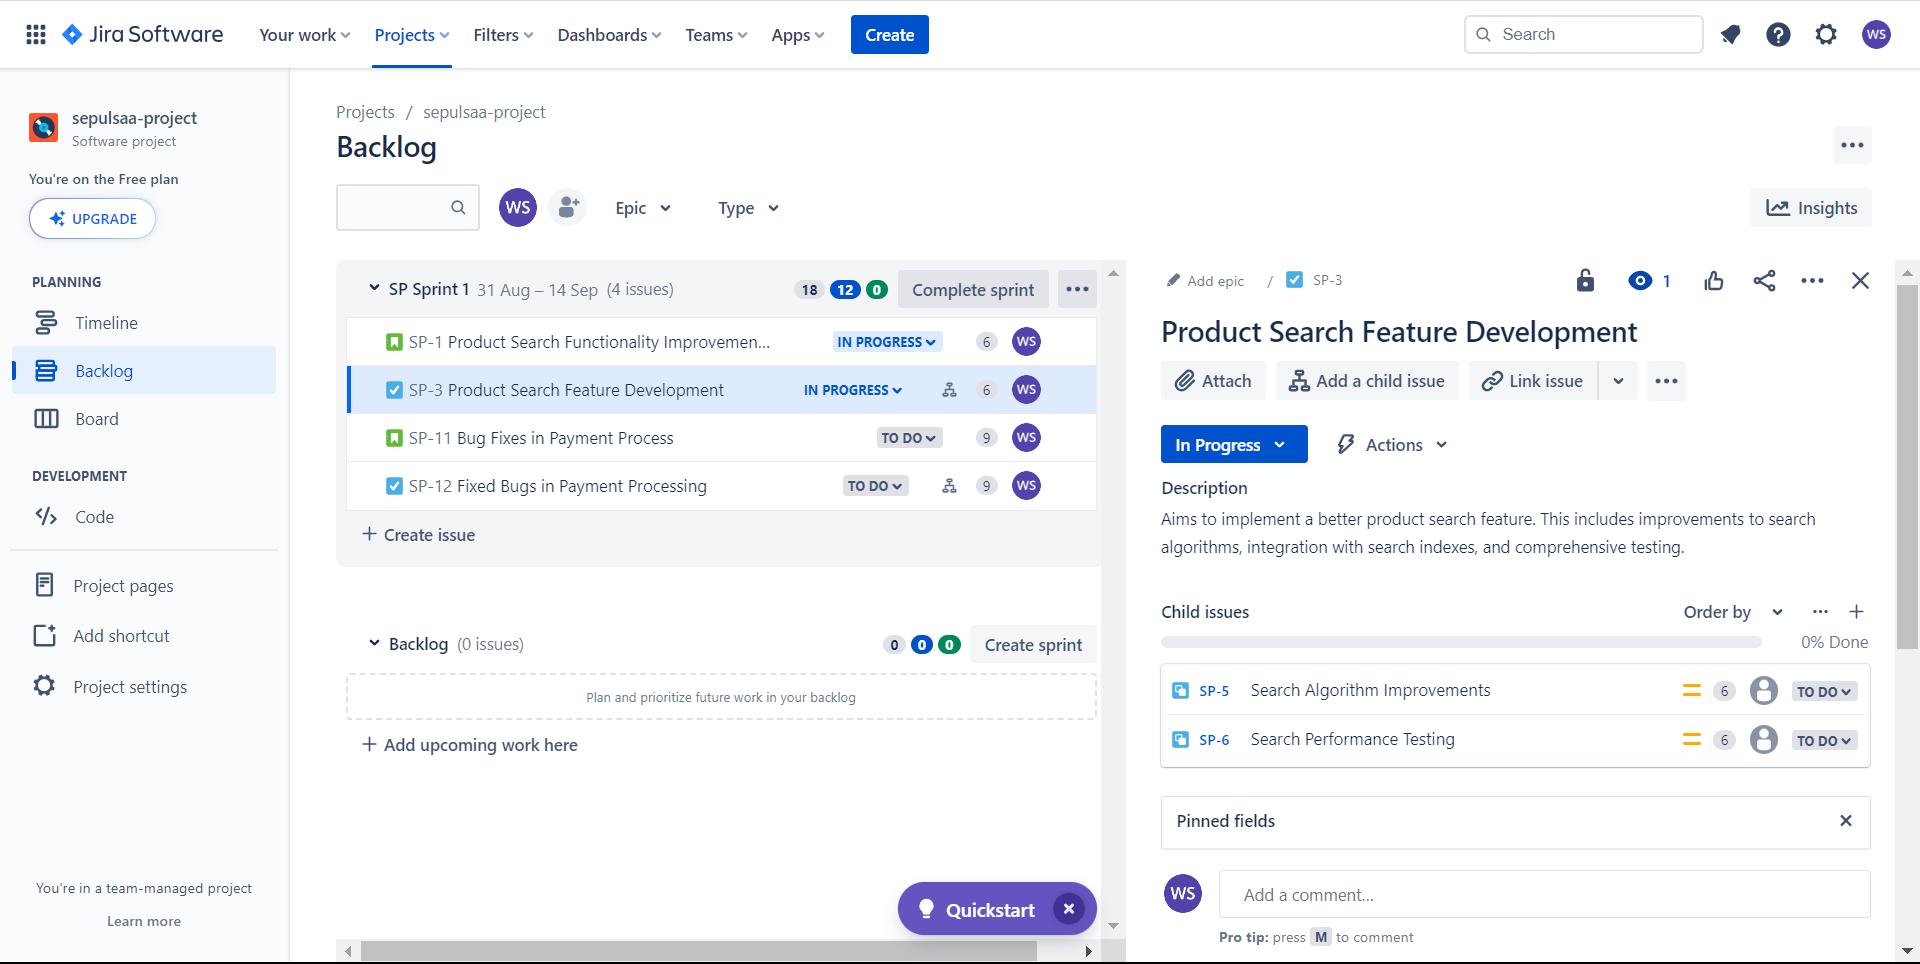 Jira Software
Your work
Projects
Filters
Dashboards
Teams
Apps
Create
Search
WS
sepulsaa-project
Software project
You're on the Free plan
UPGRADE
PLANNING
Timeline
Backlog
Board
DEVELOPMENT
Code
Project pages
Add shortcut
Project settings
You're in a team-managed project
Learn more
Projects / sepulsaa-project
Backlog
WS
Epic
Type
Insights
SP Sprint 1 31 Aug – 14 Sep (4 issues) 18 12 0 Complete sprint
SP-1 Product Search Functionality Improvemen... IN PROGRESS 6 WS
SP-3 Product Search Feature Development IN PROGRESS 6 WS
SP-11 Bug Fixes in Payment Process TO DO 9 WS
SP-12 Fixed Bugs in Payment Processing TO DO 9 WS
+ Create issue
Backlog (0 issues) 0 0 0 Create sprint
Plan and prioritize future work in your backlog
+ Add upcoming work here
Quickstart
Add epic / SP-3
1
Product Search Feature Development
Attach
Add a child issue
Link issue
In Progress
Actions
Description
Aims to implement a better product search feature. This includes improvements to search
algorithms, integration with search indexes, and comprehensive testing.
Child issues
Order by
0% Done
SP-5 Search Algorithm Improvements 6 TO DO
SP-6 Search Performance Testing 6 TO DO
Pinned fields
WS
Add a comment...
Pro tip: press M to comment